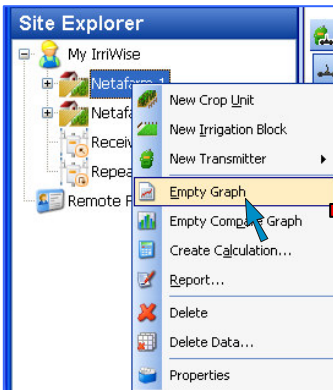 Site Explorer
My IrriWise
Netafarm 1
New Crop Unit
Netafa
New Irrigation Block
Receiv
New Transmitter
Repea
Empty Graph
Remote F
Empty Compare Graph
Create Calculation...
Report...
Delete
Delete Data...
Properties